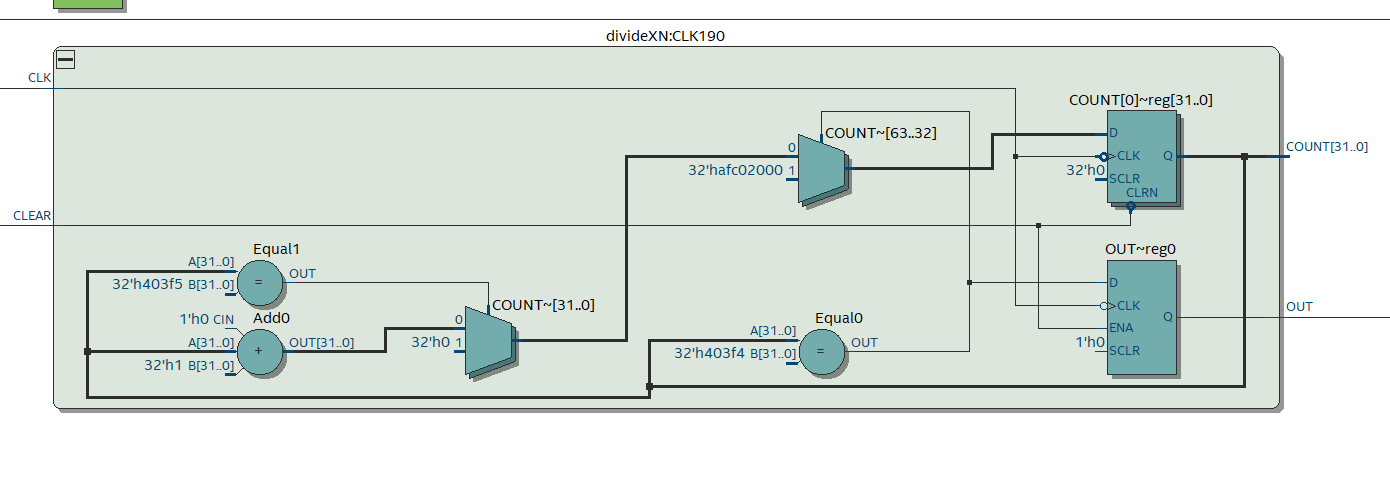 divideXN:CLK190
CLK
COUNT[0]~reg[31..0]
COUNT~[63..32]
D
0
CLK
Q
COUNT[31..0]
32'hafc02000 1
32'h0 SCLR
CLRN
CLEAR
Equal1
OUT~reg0
A[31..0]
OUT
32'h403f5 B[31..0]
D
COUNT~[31..0]
CLK
OUT
1'h0 CIN
Add0
0
Equal0
Q
ENA
A[31..0]
A[31..0]
OUT[31..0]
32'h0 1
OUT
1'h0 SCLR
32'h403f4 B[31..0]
32'h1 B[31..0]
=
+
=